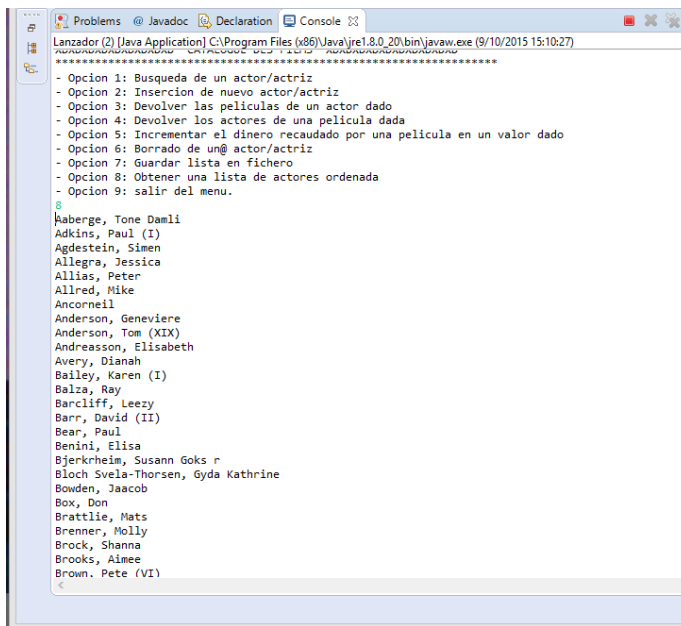 Problems @ Javadoc Declaration Console
Lanzador (2) [Java Application] C:\Program Files (x86)\Java\jre1.8.0_20\bin\javaw.exe (9/10/2015 15:10:27)
CATALOGUE DES FILMS
*******************************************************************
- Opcion 1: Busqueda de un actor/actriz
- Opcion 2: Insercion de nuevo actor/actriz
- Opcion 3: Devolver las peliculas de un actor dado
- Opcion 4: Devolver los actores de una pelicula dada
- Opcion 5: Incrementar el dinero recaudado por una pelicula en un valor dado
- Opcion 6: Borrado de un@ actor/actriz
- Opcion 7: Guardar lista en fichero
- Opcion 8: Obtener una lista de actores ordenada
- Opcion 9: salir del menu.
8
Aaberge, Tone Damli
Adkins, Paul (I)
Agdestein, Simen
Allegra, Jessica
Allias, Peter
Allred, Mike
Ancorneil
Anderson, Geneviere
Anderson, Tom (XIX)
Andreasson, Elisabeth
Avery, Dianah
Bailey, Karen (I)
Balza, Ray
Barcliff, Leezy
Barr, David (II)
Bear, Paul
Benini, Elisa
Bjerkrheim, Susann Goks r
Bloch Svela-Thorsen, Gyda Kathrine
Bowden, Jaacob
Box, Don
Brattlie, Mats
Brenner, Molly
Brock, Shanna
Brooks, Aimee
Brown, Pete (VI)